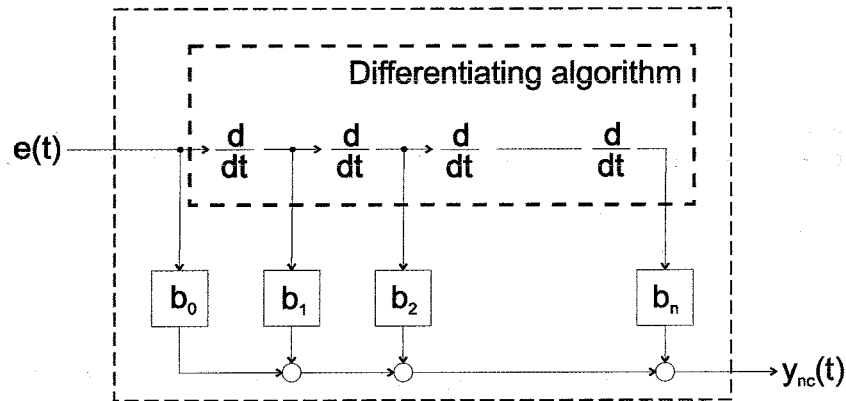 Differentiating algorithm
e(t)
d/dt
d/dt
d/dt
d/dt
b₀
b₁
b₂
bₙ
yₙc(t)